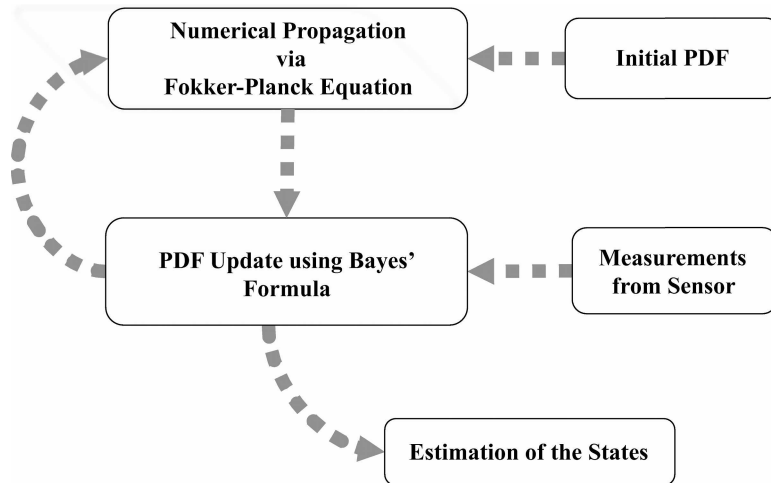 Numerical Propagation
via
Fokker-Planck Equation
Initial PDF
PDF Update using Bayes'
Formula
Measurements
from Sensor
Estimation of the States